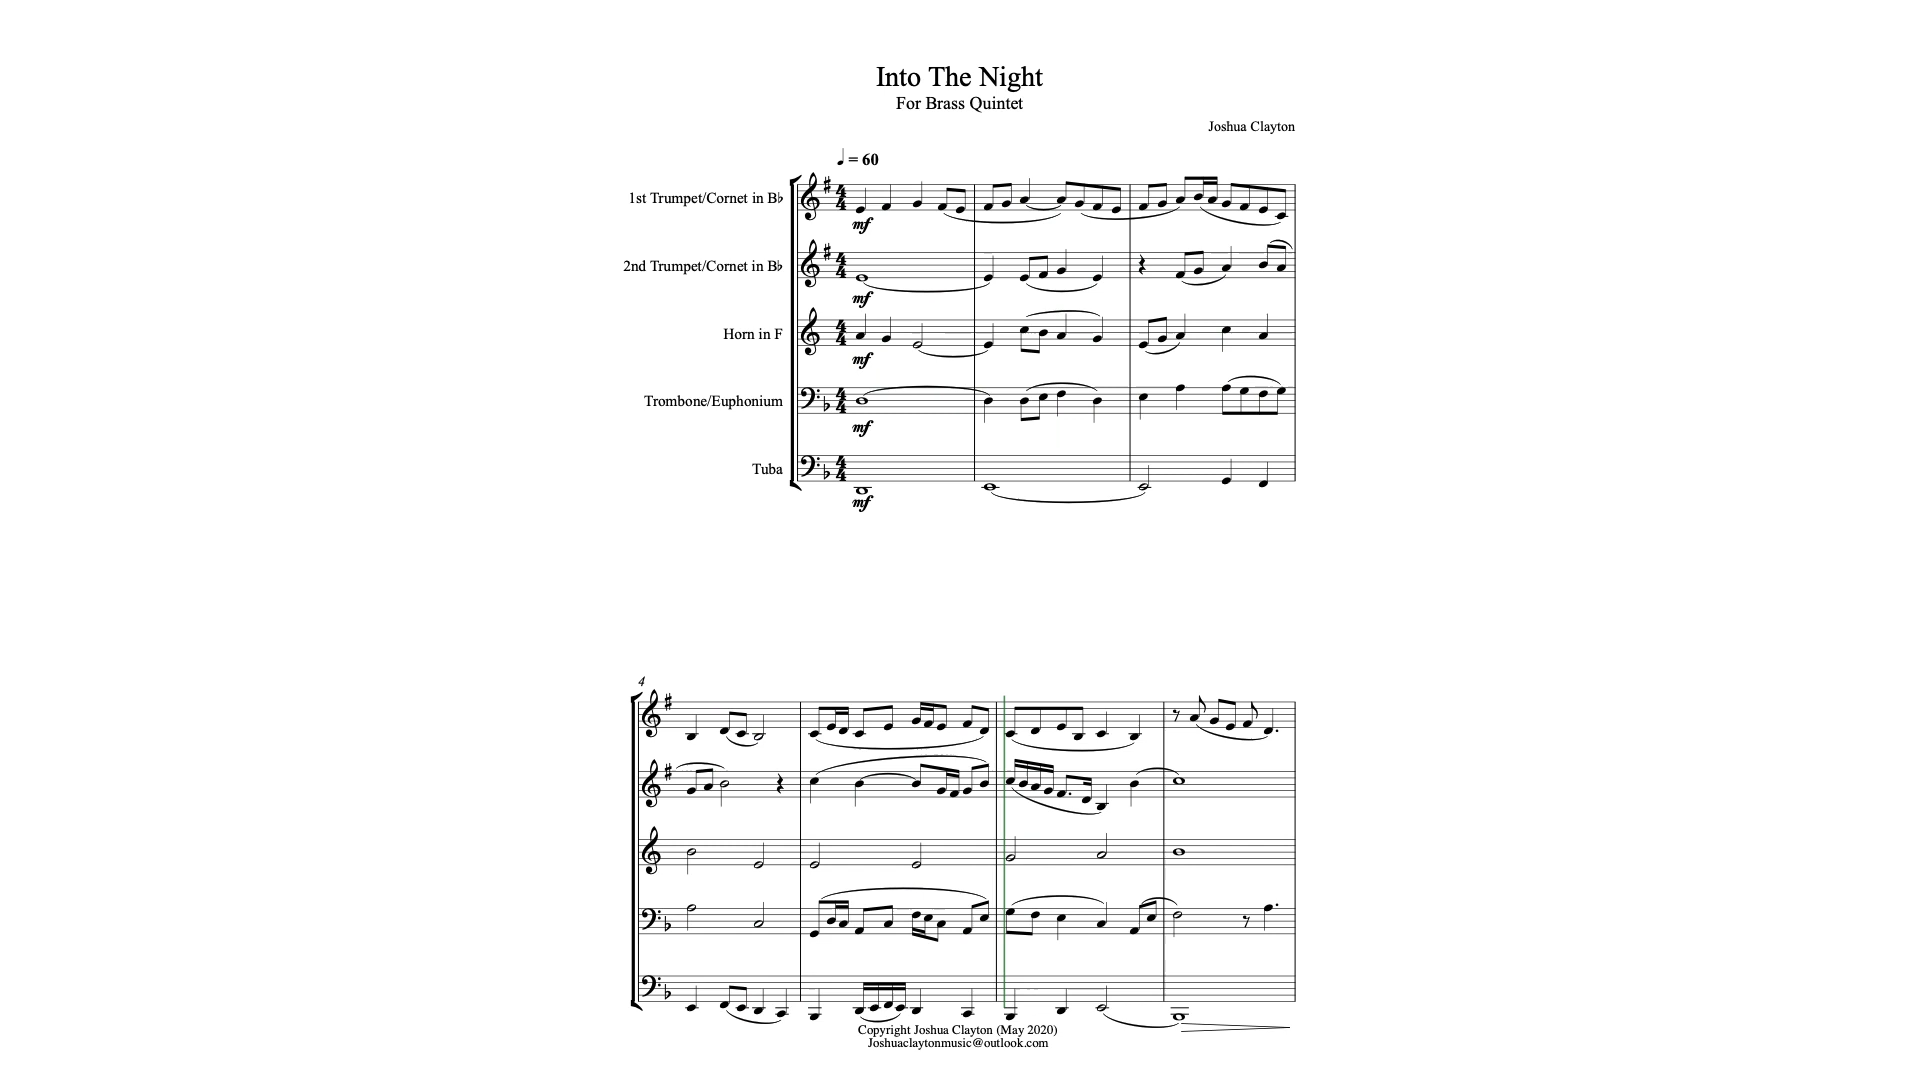 Into The Night
For Brass Quintet
Joshua Clayton
♩ = 60
1st Trumpet/Cornet in B♭
mf
2nd Trumpet/Cornet in B♭
mf
Horn in F
mf
Trombone/Euphonium
mf
Tuba
mf
4
Copyright Joshua Clayton (May 2020)
Joshuaclaytonmusic@outlook.com